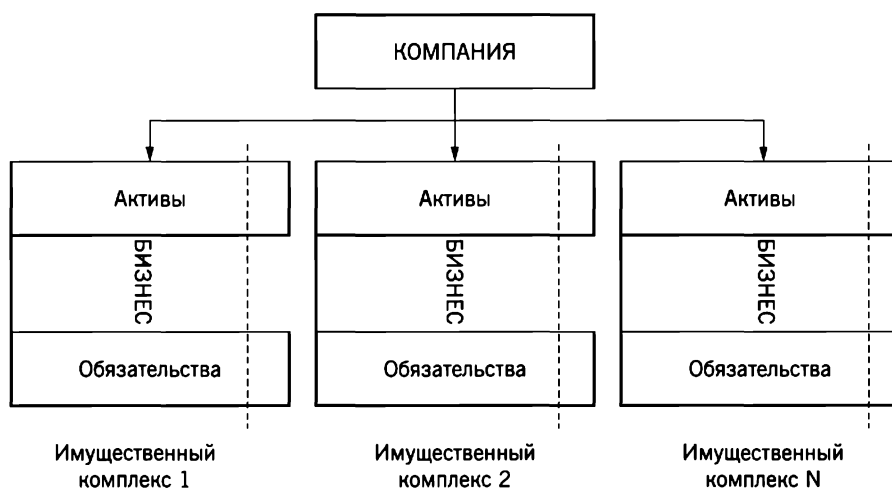 КОМПАНИЯ
Активы
БИЗНЕС
Обязательства
Имущественный
комплекс 1
Активы
БИЗНЕС
Обязательства
Имущественный
комплекс 2
Активы
БИЗНЕС
Обязательства
Имущественный
комплекс N